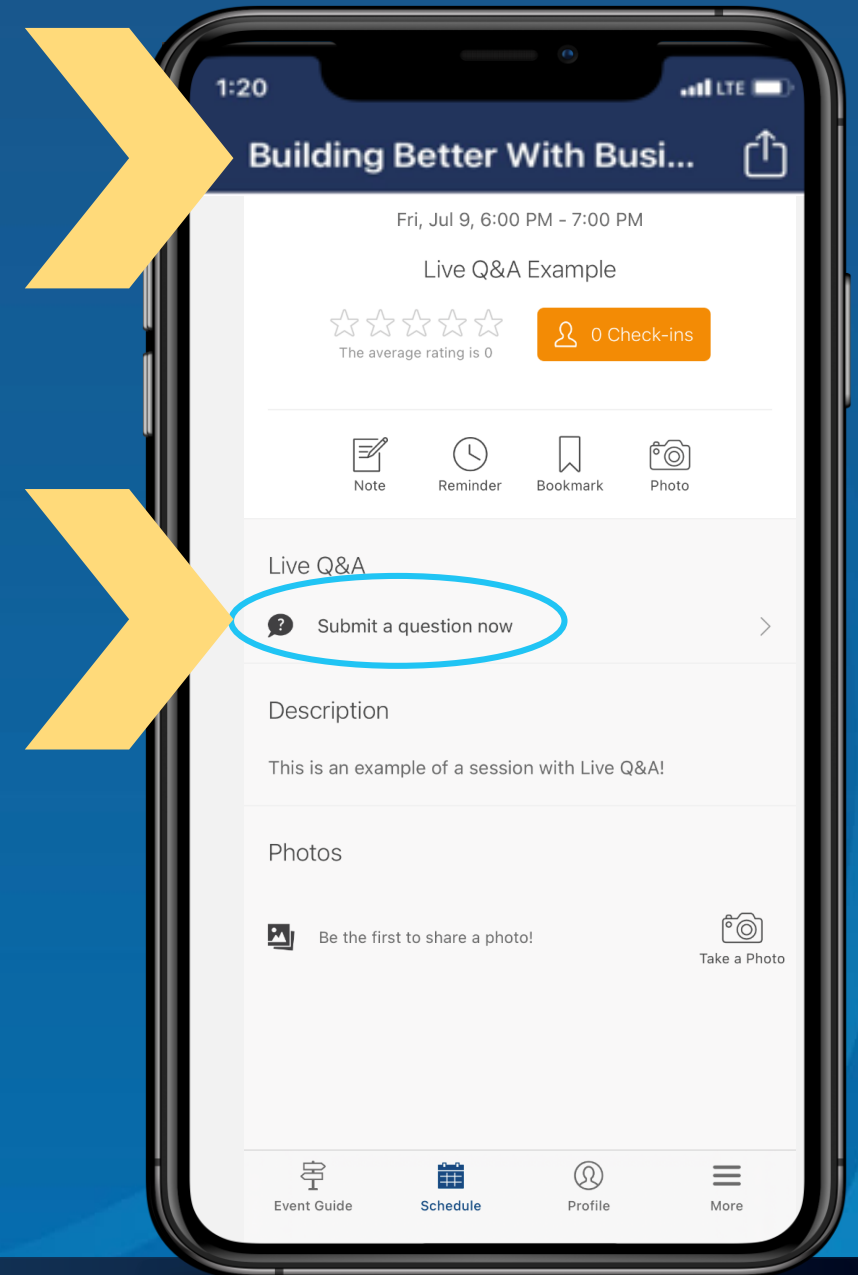 1:20
LTE
Building Better With Busi...
Fri, Jul 9, 6:00 PM - 7:00 PM
Live Q&A Example
The average rating is 0
0 Check-ins
Note Reminder Bookmark Photo
Live Q&A
? Submit a question now
Description
This is an example of a session with Live Q&A!
Photos
Be the first to share a photo!
Take a Photo
Event Guide Schedule Profile More